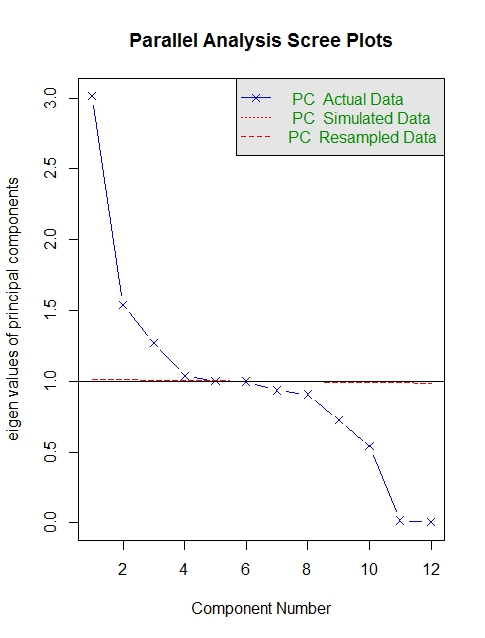 Parallel Analysis Scree Plots
PC Actual Data
PC Simulated Data
PC Resampled Data
eigen values of principal components
3.0
2.5
2.0
1.5
1.0
0.5
0.0
2 4 6 8 10 12
Component Number